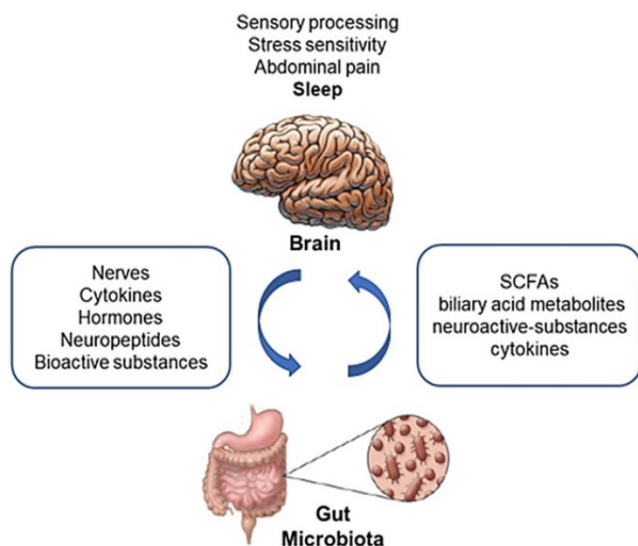 Sensory processing
Stress sensitivity
Abdominal pain
Sleep
Brain
Nerves
Cytokines
Hormones
Neuropeptides
Bioactive substances
SCFAs
biliary acid metabolites
neuroactive-substances
cytokines
Gut
Microbiota